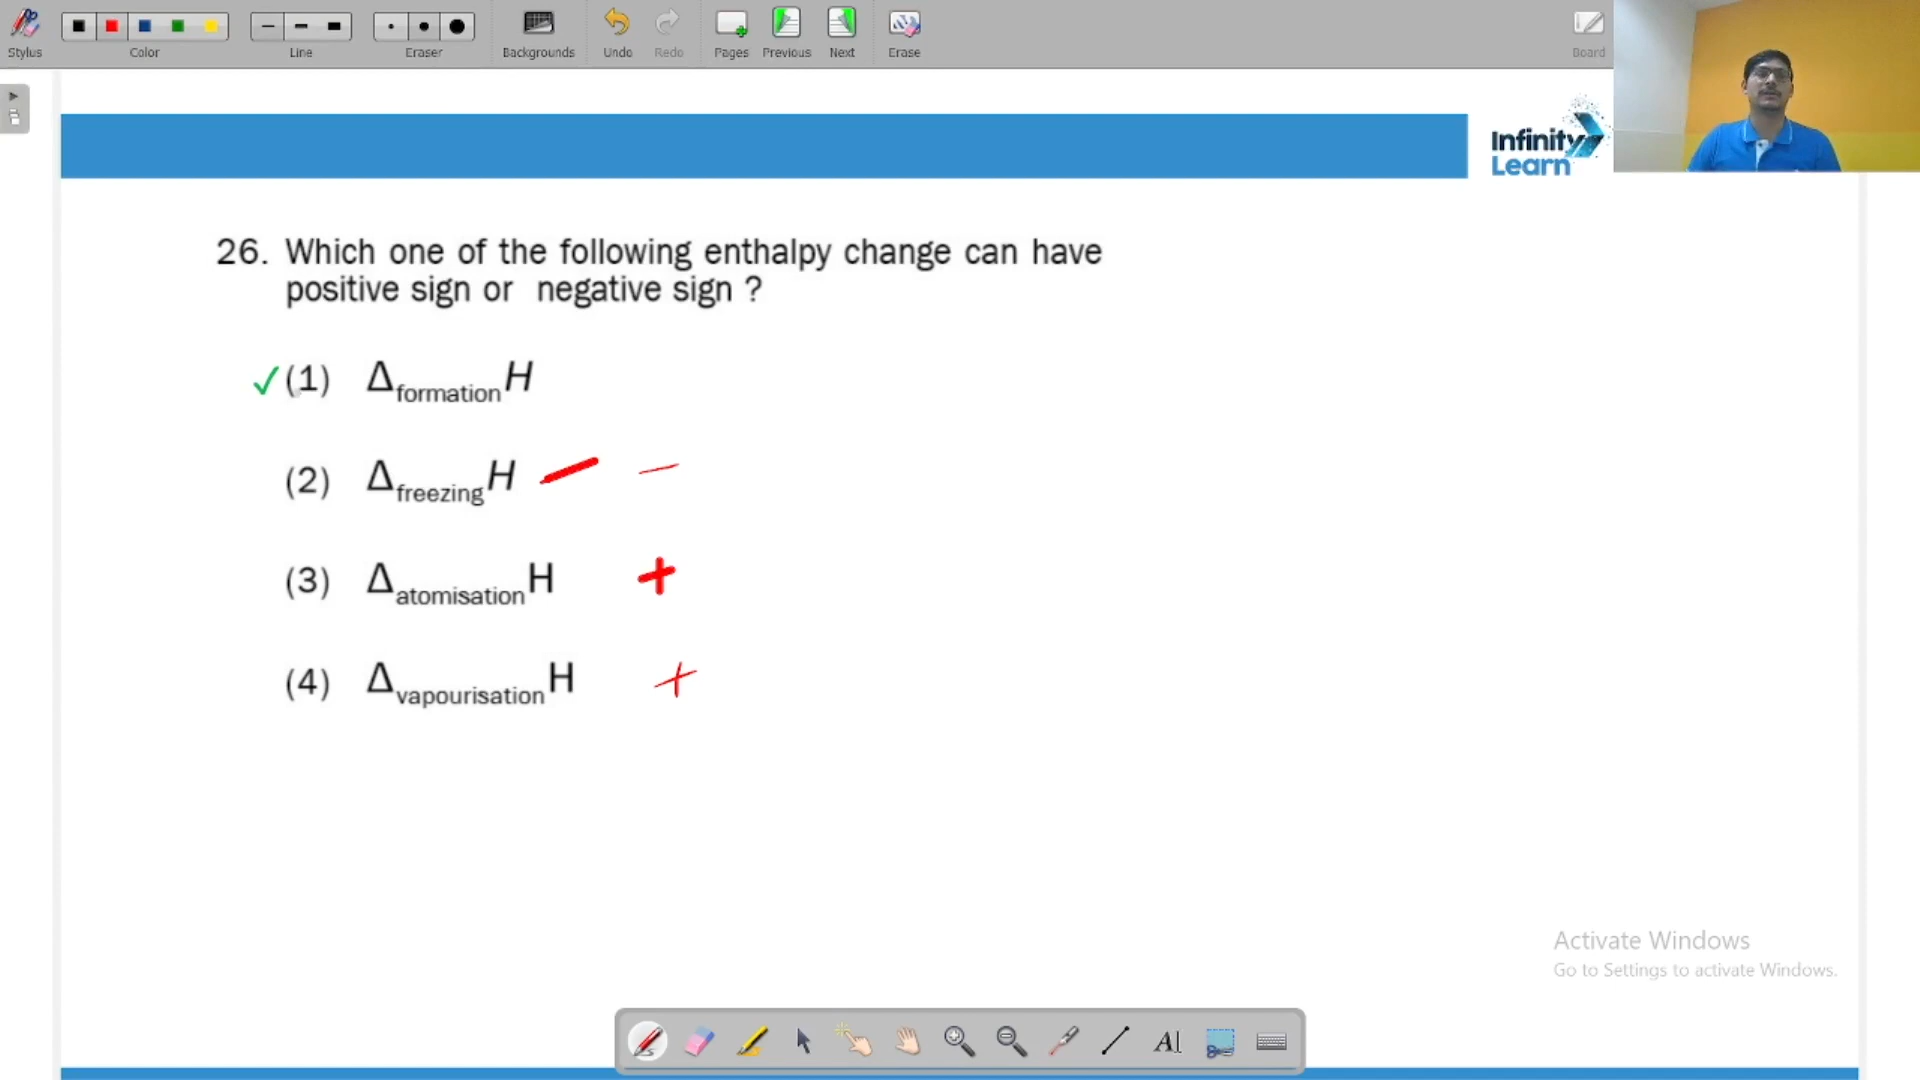 Stylus
Color
Line
Eraser
Backgrounds
Undo
Redo
Pages
Previous
Next
Erase
Board
Infinity
Learn
26. Which one of the following enthalpy change can have
positive sign or negative sign ?
✓ (1) Δformation H
(2) Δfreezing H — –
(3) Δatomisation H +
(4) Δvapourisation H +
Activate Windows
Go to Settings to activate Windows.
AI